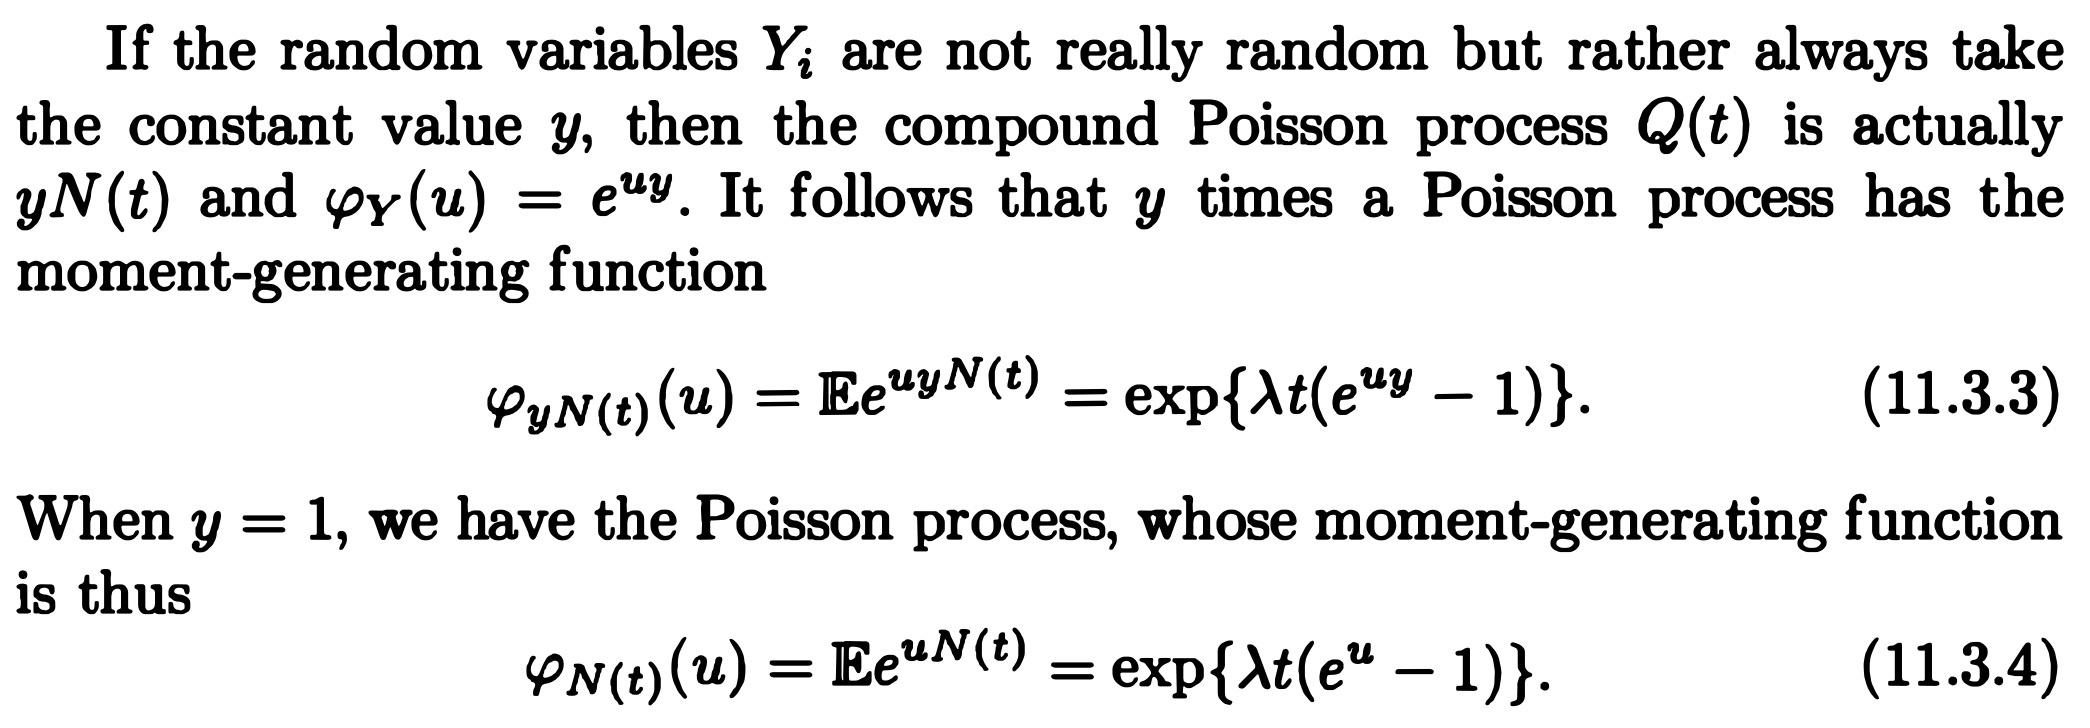 If the random variables Y_i are not really random but rather always take
the constant value y, then the compound Poisson process Q(t) is actually
yN(t) and φ_Y(u) = e^{uy}. It follows that y times a Poisson process has the
moment-generating function
φ_{yN(t)}(u) = 𝔼e^{uyN(t)} = exp{λt(e^{uy} − 1)}. (11.3.3)
When y = 1, we have the Poisson process, whose moment-generating function
is thus
φ_{N(t)}(u) = 𝔼e^{uN(t)} = exp{λt(e^u − 1)}. (11.3.4)